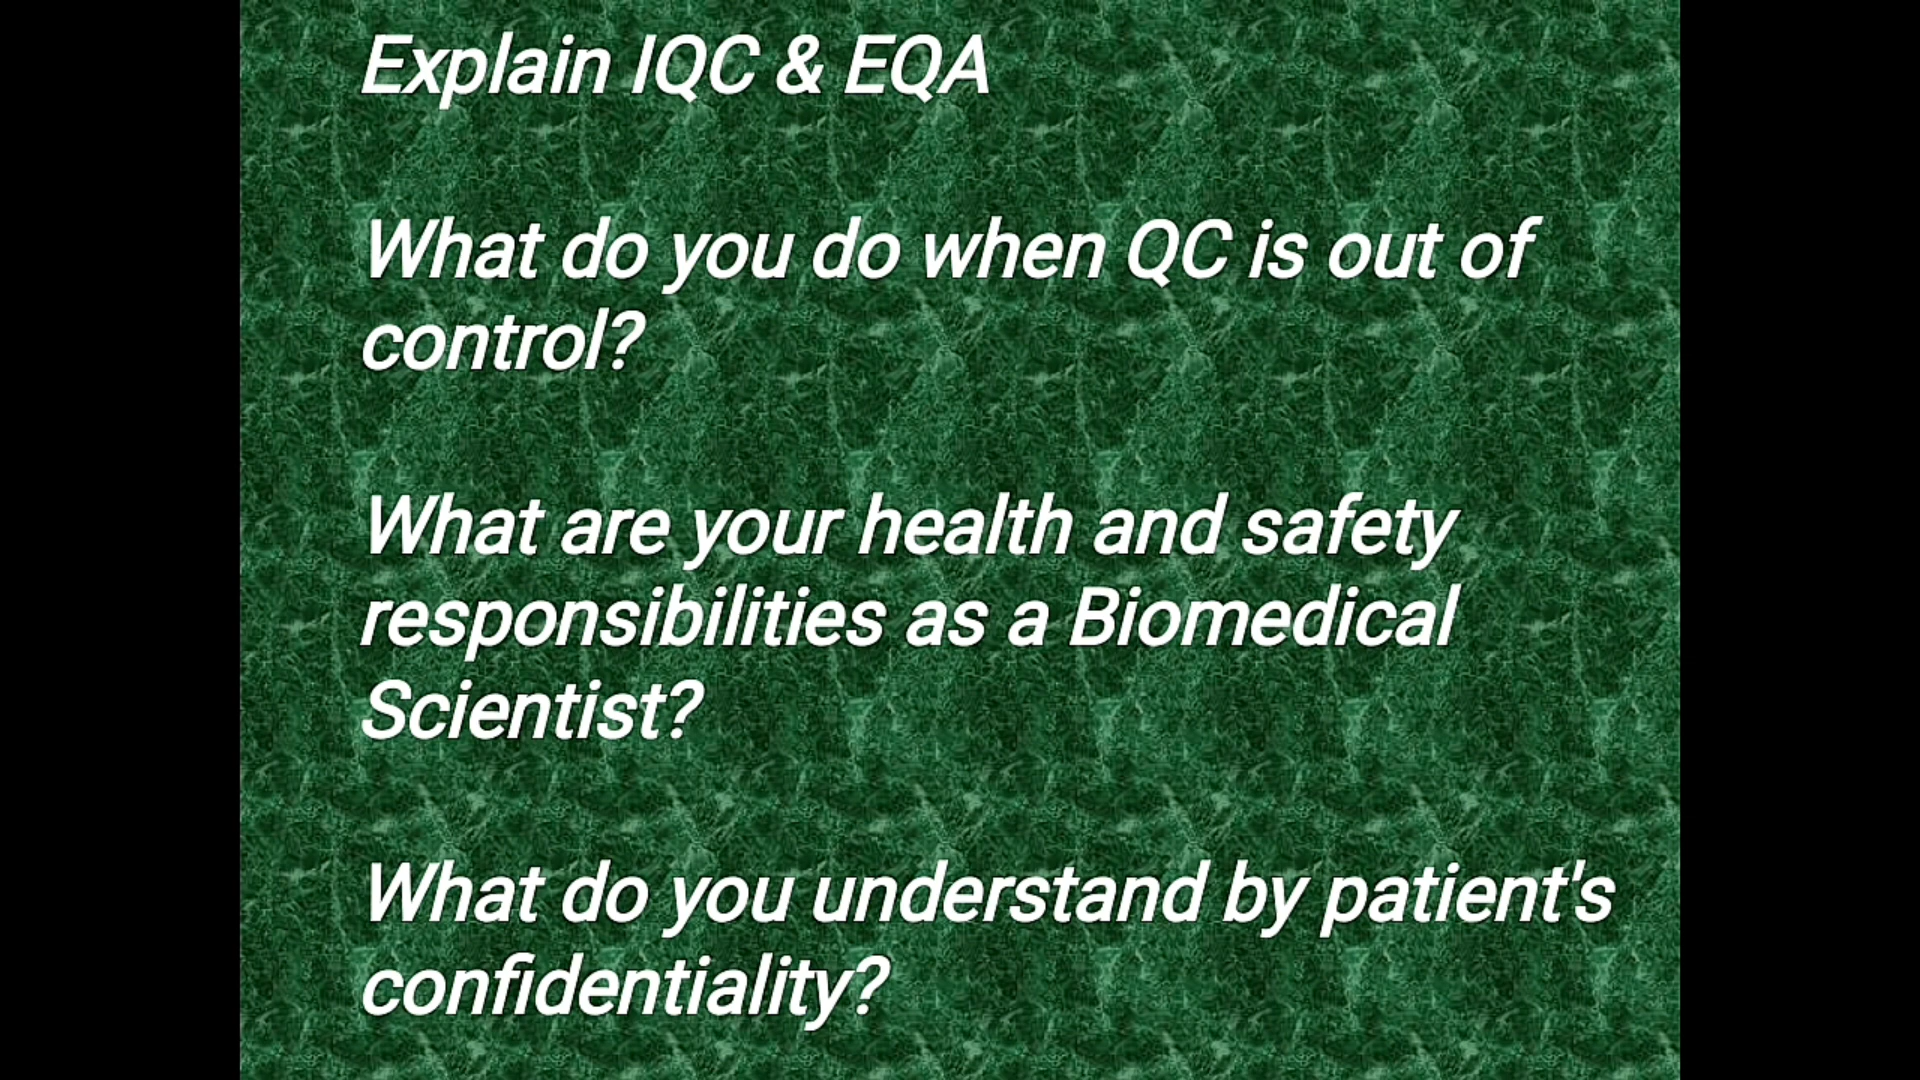 Explain IQC & EQA
What do you do when QC is out of
control?
What are your health and safety
responsibilities as a Biomedical
Scientist?
What do you understand by patient's
confidentiality?